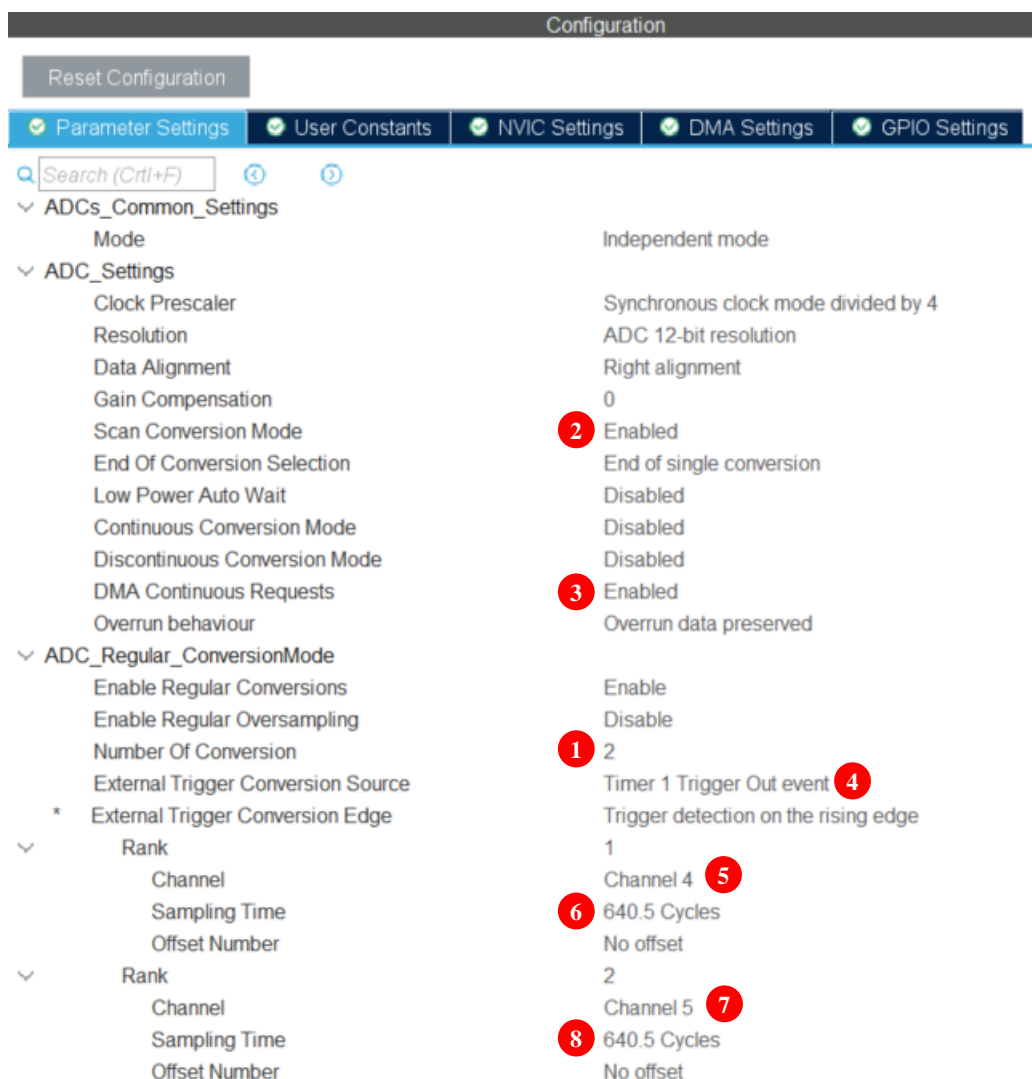 Configuration
Reset Configuration
Parameter Settings User Constants NVIC Settings DMA Settings GPIO Settings
Search (Crtl+F)
ADCs_Common_Settings
Mode Independent mode
ADC_Settings
Clock Prescaler Synchronous clock mode divided by 4
Resolution ADC 12-bit resolution
Data Alignment Right alignment
Gain Compensation 0
Scan Conversion Mode 2 Enabled
End Of Conversion Selection End of single conversion
Low Power Auto Wait Disabled
Continuous Conversion Mode Disabled
Discontinuous Conversion Mode Disabled
DMA Continuous Requests 3 Enabled
Overrun behaviour Overrun data preserved
ADC_Regular_ConversionMode
Enable Regular Conversions Enable
Enable Regular Oversampling Disable
Number Of Conversion 1 2
External Trigger Conversion Source Timer 1 Trigger Out event 4
* External Trigger Conversion Edge Trigger detection on the rising edge
Rank 1
Channel Channel 4 5
Sampling Time 6 640.5 Cycles
Offset Number No offset
Rank 2
Channel Channel 5 7
Sampling Time 8 640.5 Cycles
Offset Number No offset